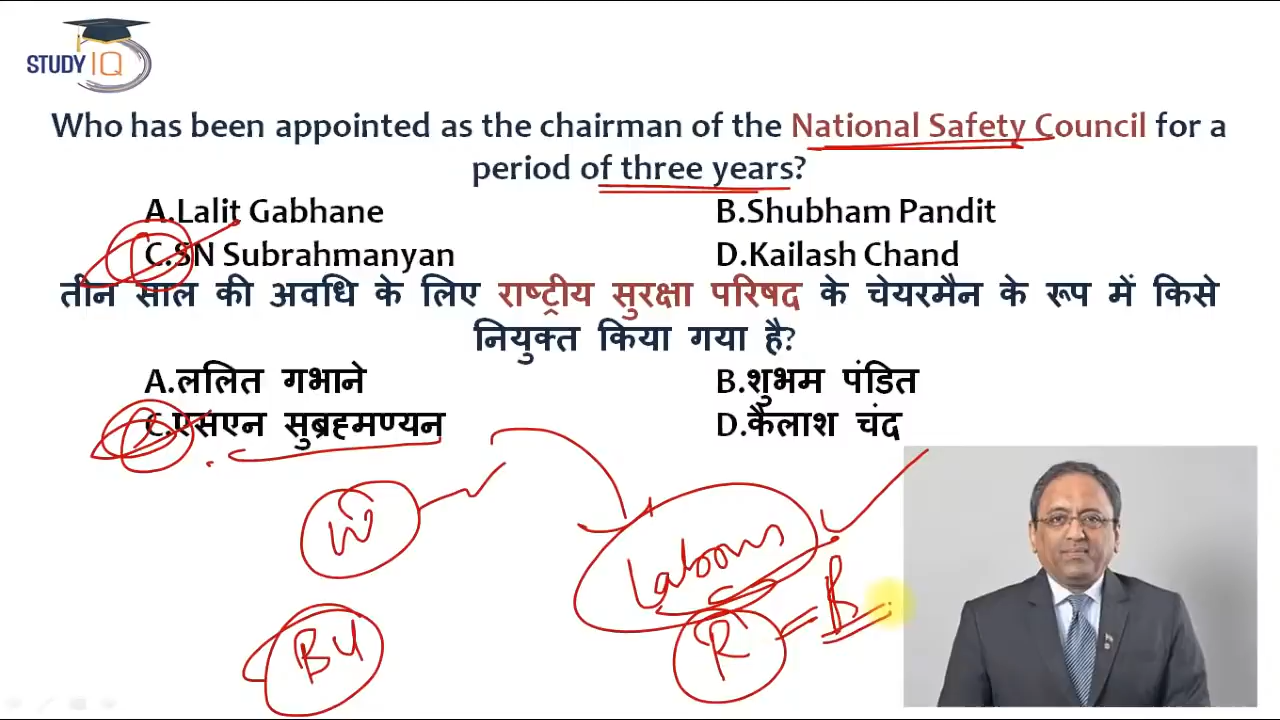 STUDY IQ
Who has been appointed as the chairman of the National Safety Council for a
period of three years?
A.Lalit Gabhane B.Shubham Pandit
C.SN Subrahmanyan D.Kailash Chand
तीन साल की अवधि के लिए राष्ट्रीय सुरक्षा परिषद के चेयरमैन के रूप में किसे
नियुक्त किया गया है?
A.ललित गभाने B.शुभम पंडित
C.एसएन सुब्रह्मण्यन D.कैलाश चंद
W
Labours
R = B
BU